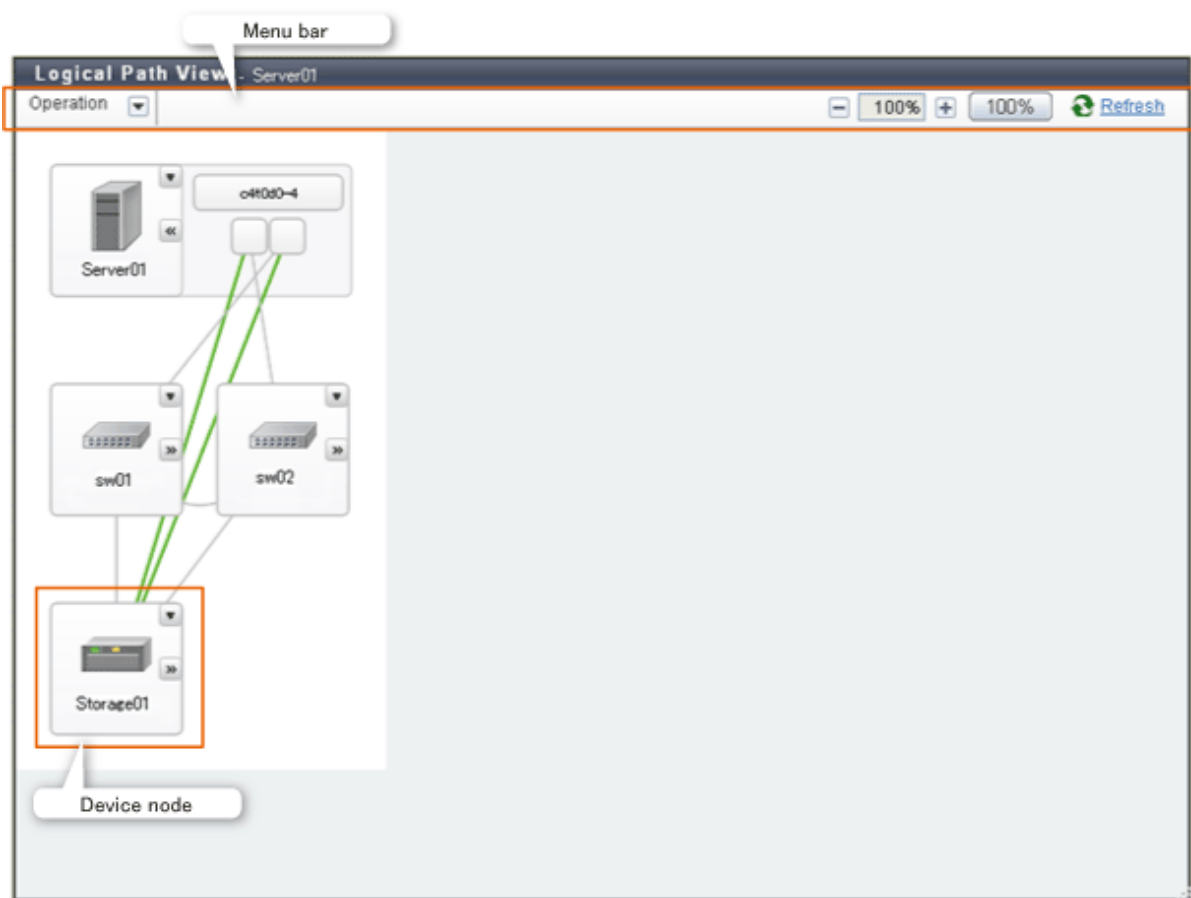 Menu bar
Logical Path View - Server01
Operation
100%
100%
Refresh
c4t0d0-4
Server01
sw01
sw02
Storage01
Device node